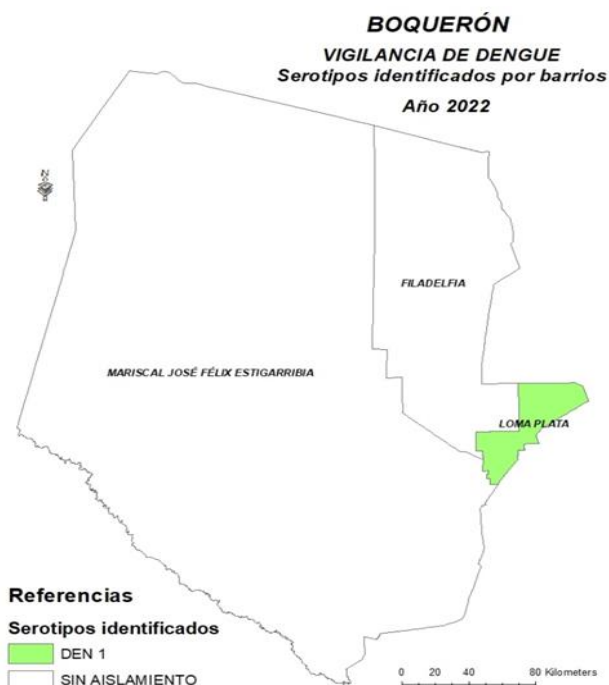 BOQUERÓN
VIGILANCIA DE DENGUE
Serotipos identificados por barrios
Año 2022
FILADELFIA
MARISCAL JOSÉ FÉLIX ESTIGARRIBIA
LOMA PLATA
Referencias
Serotipos identificados
DEN 1
SIN AISLAMIENTO
0 20 40 80 Kilometers